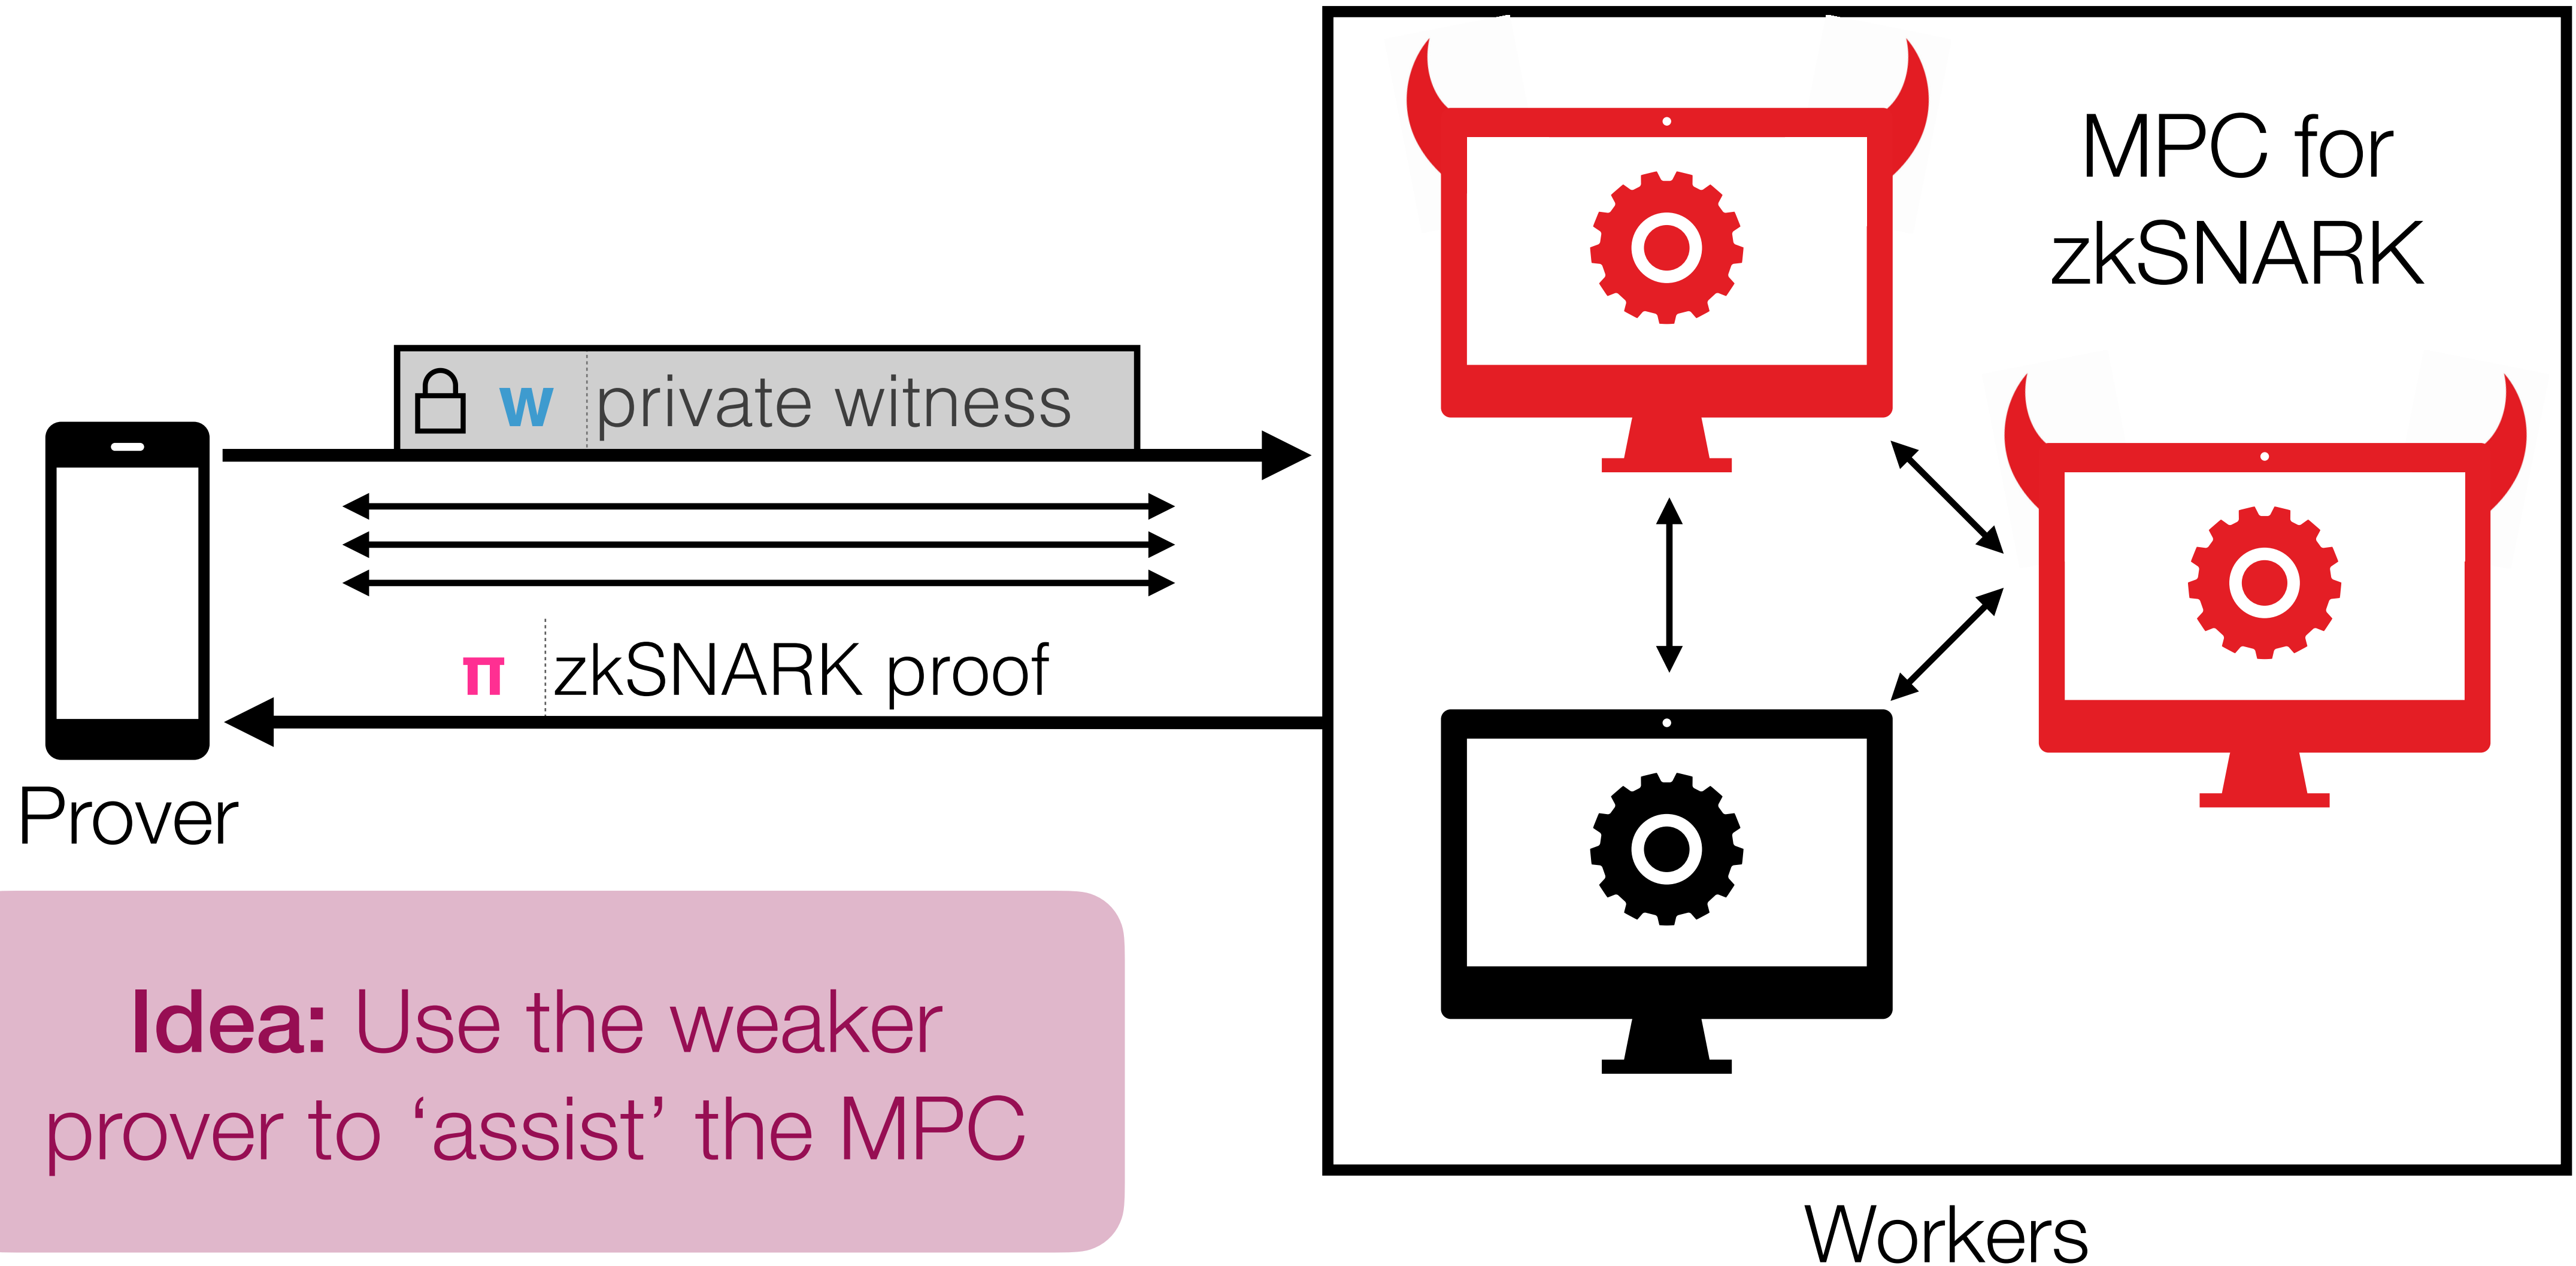 MPC for
zkSNARK
w private witness
π zkSNARK proof
Prover
Idea: Use the weaker
prover to ‘assist’ the MPC
Workers